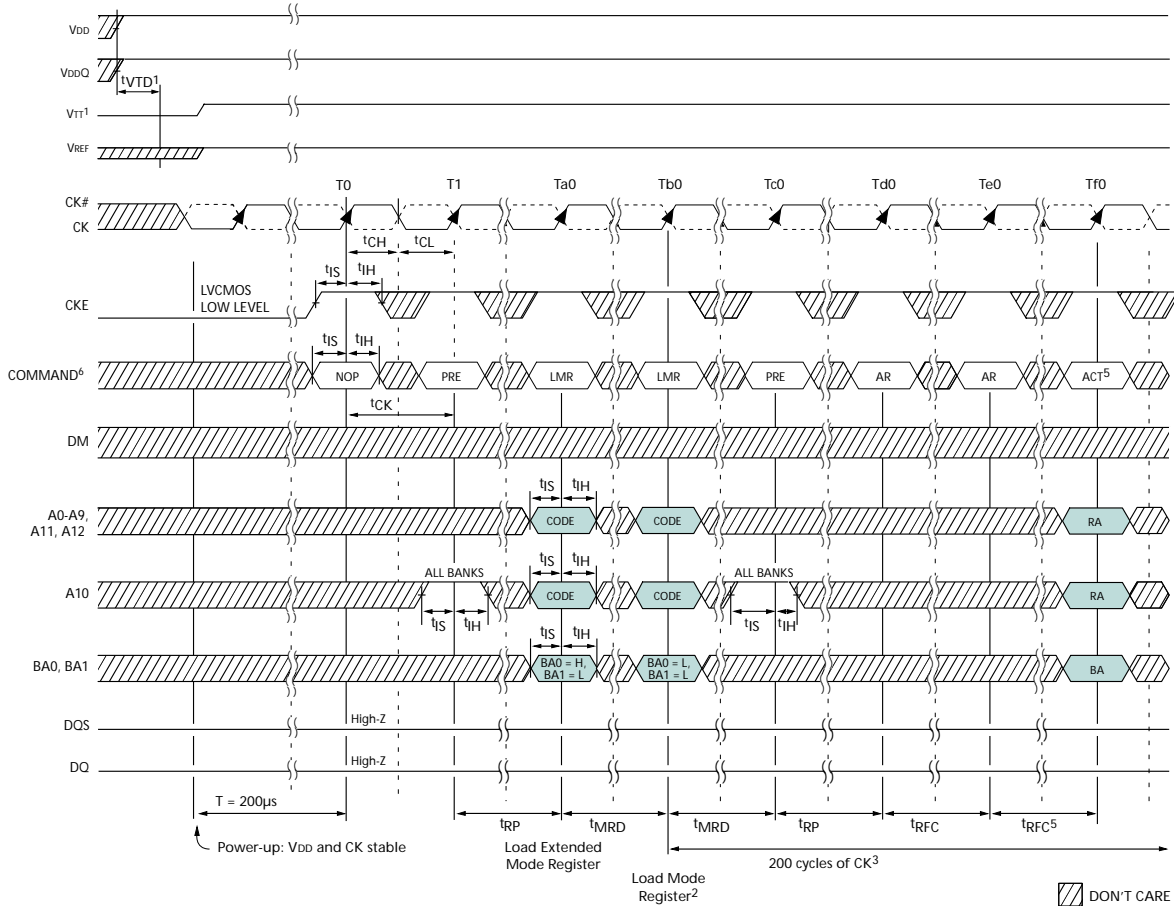 VDD
VDDQ
tVTD1
VTT1
VREF
T0 T1 Ta0 Tb0 Tc0 Td0 Te0 Tf0
CK#
CK
tCH tCL
tIS tIH
LVCMOS
LOW LEVEL
CKE
tIS tIH
COMMAND6 NOP PRE LMR LMR PRE AR AR ACT5
tCK
DM
tIS tIH
A0-A9,
A11, A12
CODE CODE RA
tIS tIH
ALL BANKS ALL BANKS
A10 CODE CODE RA
tIS tIH tIS tIH
tIS tIH
BA0, BA1
BA0 = H,
BA1 = L
BA0 = L,
BA1 = L
BA
DQS High-Z
DQ High-Z
T = 200µs
tRP tMRD tMRD tRP tRFC tRFC5
Power-up: VDD and CK stable
Load Extended
Mode Register
200 cycles of CK3
Load Mode
Register2
DON'T CARE